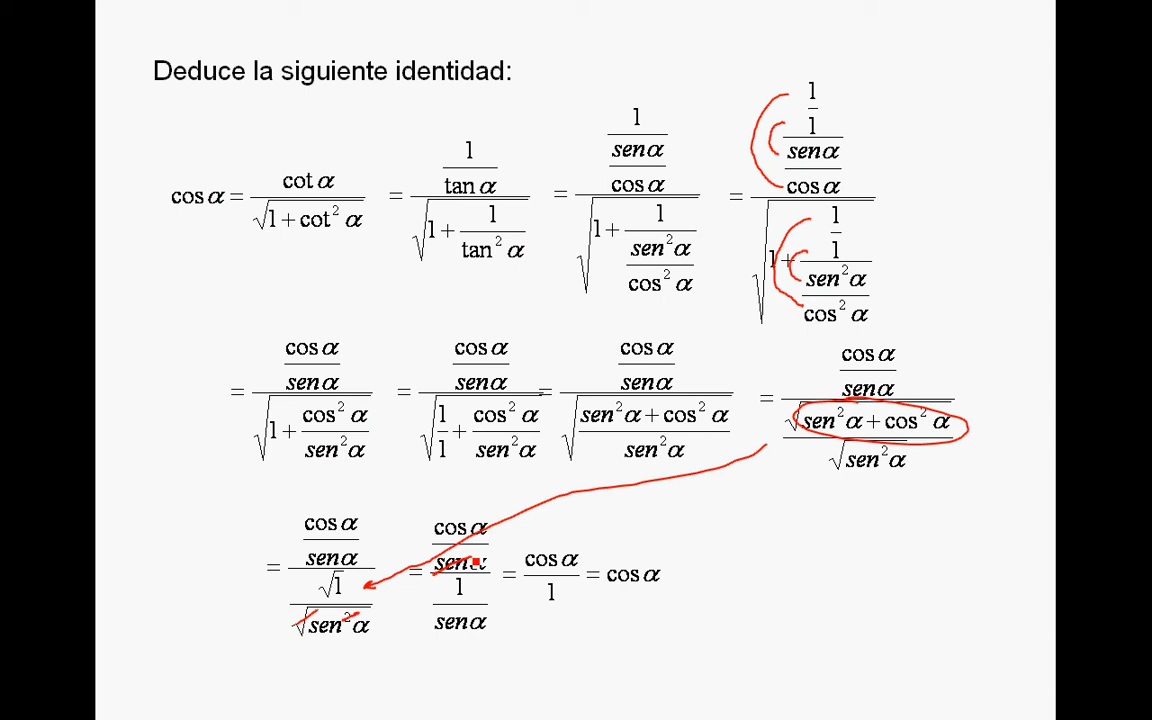 Deduce la siguiente identidad:
cos α = cot α / √(1 + cot² α) = (1 / tan α) / √(1 + 1 / tan² α) = (1 / (sen α / cos α)) / √(1 + 1 / (sen² α / cos² α)) = ((1/1) / (sen α / cos α)) / √(1 + (1/1) / (sen² α / cos² α))
= (cos α / sen α) / √(1 + cos² α / sen² α) = (cos α / sen α) / √(1/1 + cos² α / sen² α) = (cos α / sen α) / √((sen² α + cos² α) / sen² α) = (cos α / sen α) / (√(sen² α + cos² α) / √(sen² α))
= (cos α / sen α) / (√1 / √(sen² α)) = (cos α / sen α) / (1 / sen α) = cos α / 1 = cos α